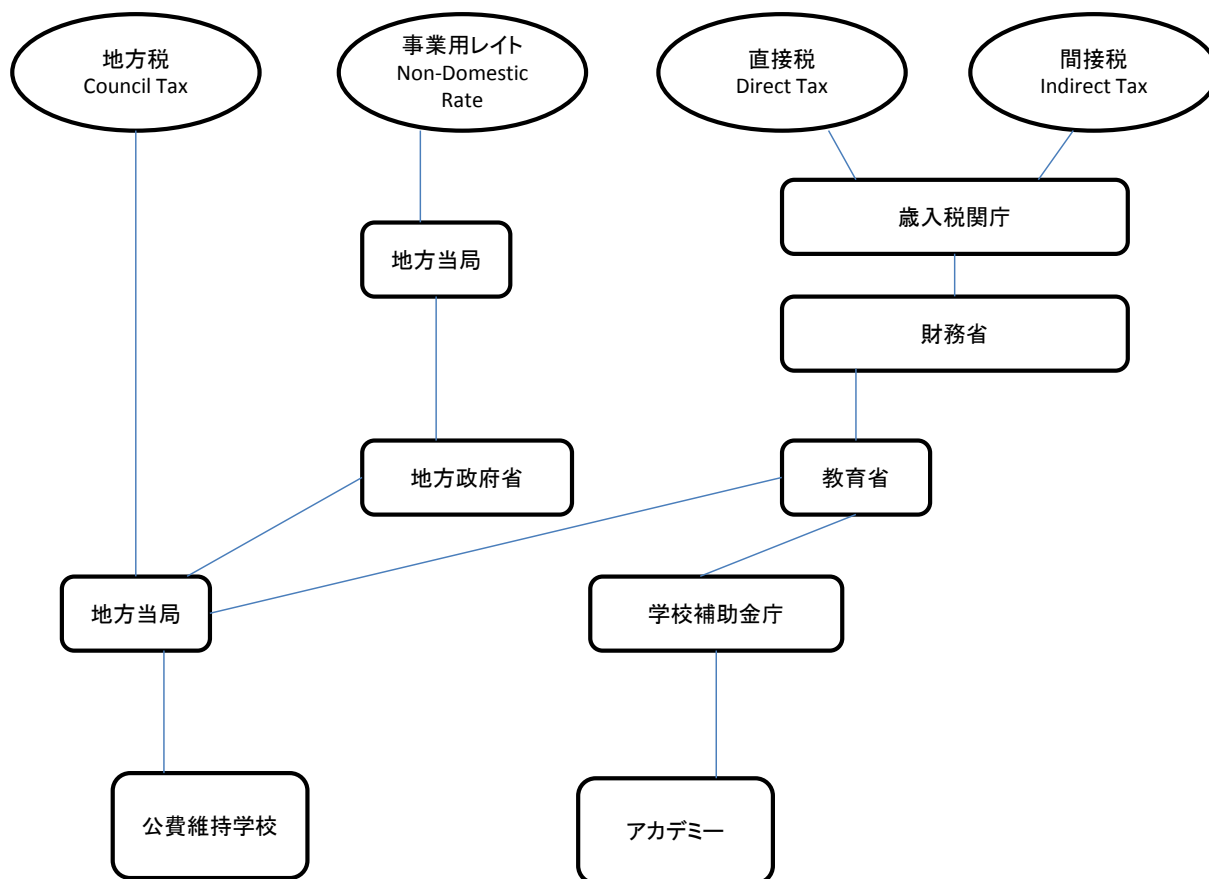 地方税
Council Tax
事業用レイト
Non-Domestic
Rate
直接税
Direct Tax
間接税
Indirect Tax
歳入税関庁
地方当局
財務省
地方政府省
教育省
地方当局
学校補助金庁
公費維持学校
アカデミー